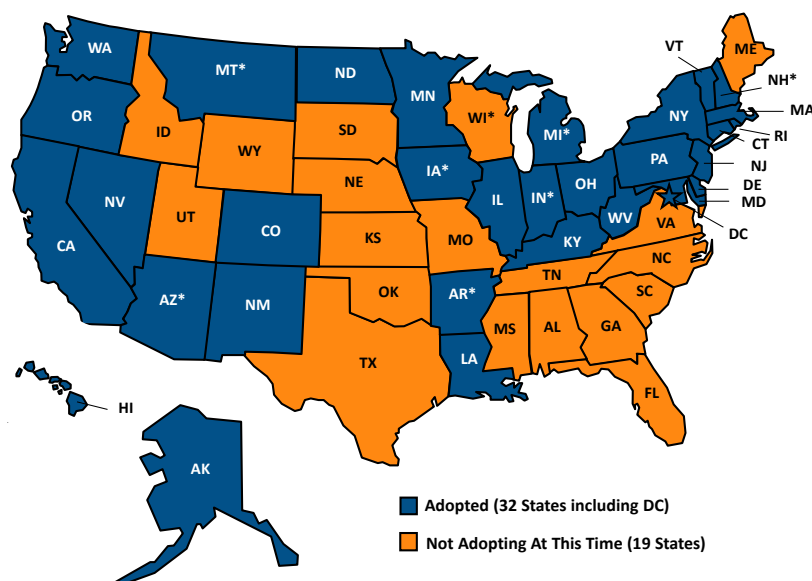 WA
MT*
ND
MN
VT
ME
NH*
MA
OR
ID
SD
WI*
MI*
NY
RI
CT
WY
IA*
PA
NJ
NV
NE
IL
IN*
OH
DE
MD
UT
CO
WV
VA
DC
CA
KS
MO
KY
NC
AZ*
NM
OK
AR*
TN
SC
TX
LA
MS
AL
GA
FL
HI
AK
Adopted (32 States including DC)
Not Adopting At This Time (19 States)